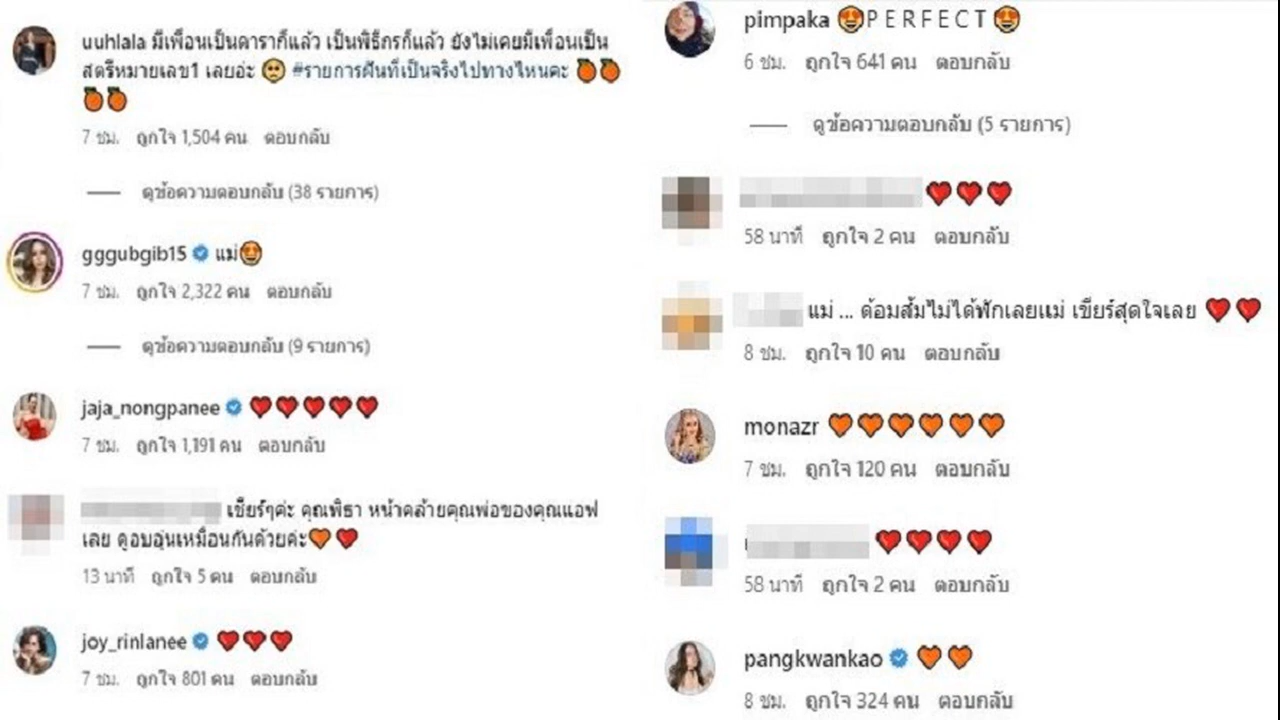 uuhlala มีเพื่อนเป็นดาราก็แล้ว เป็นพิธีกรก็แล้ว ยังไม่เคยมีเพื่อนเป็น
สตรีหมายเลข1 เลยอ่ะ 🥺 #รายการฝันที่เป็นจริงไปทางไหนคะ 🍊🍊
🍊🍊
7 ชม. ถูกใจ 1,504 คน ตอบกลับ
ดูข้อความตอบกลับ (38 รายการ)
gggubgib15 แม่🤩
7 ชม. ถูกใจ 2,322 คน ตอบกลับ
ดูข้อความตอบกลับ (9 รายการ)
jaja_nongpanee ❤️❤️❤️❤️❤️
7 ชม. ถูกใจ 1,191 คน ตอบกลับ
เชียร์ๆค่ะ คุณพิธา หน้าคล้ายคุณพ่อของคุณแอฟ
เลย ดูอบอุ่นเหมือนกันด้วยค่ะ🧡❤️
13 นาที ถูกใจ 5 คน ตอบกลับ
joy_rinlanee ❤️❤️❤️
7 ชม. ถูกใจ 801 คน ตอบกลับ
pimpaka 🤩P E R F E C T 🤩
6 ชม. ถูกใจ 641 คน ตอบกลับ
ดูข้อความตอบกลับ (5 รายการ)
❤️❤️❤️
58 นาที ถูกใจ 2 คน ตอบกลับ
แม่ ... ด้อมส้มไม่ได้พักเลยแม่ เขียร์สุดใจเลย ❤️❤️
8 ชม. ถูกใจ 10 คน ตอบกลับ
monazr 🧡🧡🧡🧡🧡🧡
7 ชม. ถูกใจ 120 คน ตอบกลับ
❤️❤️❤️❤️
58 นาที ถูกใจ 2 คน ตอบกลับ
pangkwankao 🧡🧡
8 ชม. ถูกใจ 324 คน ตอบกลับ